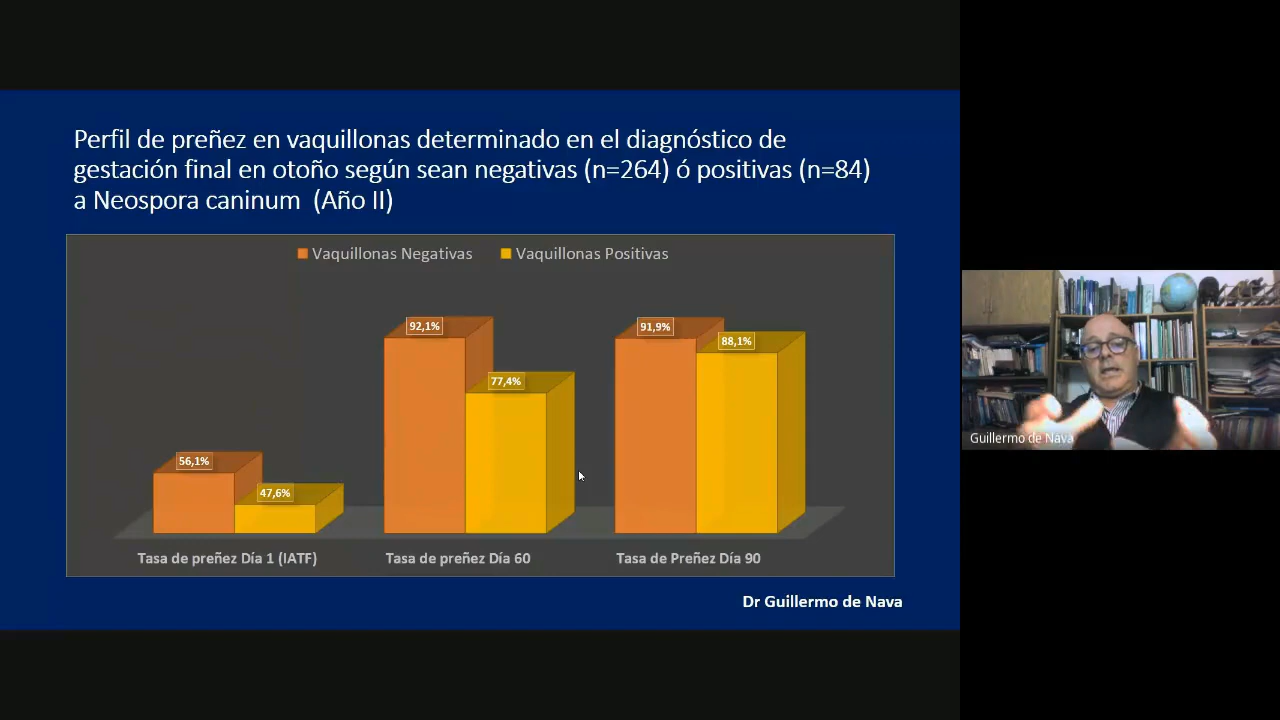 Perfil de preñez en vaquillonas determinado en el diagnóstico de
gestación final en otoño según sean negativas (n=264) ó positivas (n=84)
a Neospora caninum (Año II)
Vaquillonas Negativas
Vaquillonas Positivas
56,1%
47,6%
92,1%
77,4%
91,9%
88,1%
Tasa de preñez Día 1 (IATF)
Tasa de preñez Día 60
Tasa de Preñez Día 90
Dr Guillermo de Nava
Guillermo de Nava